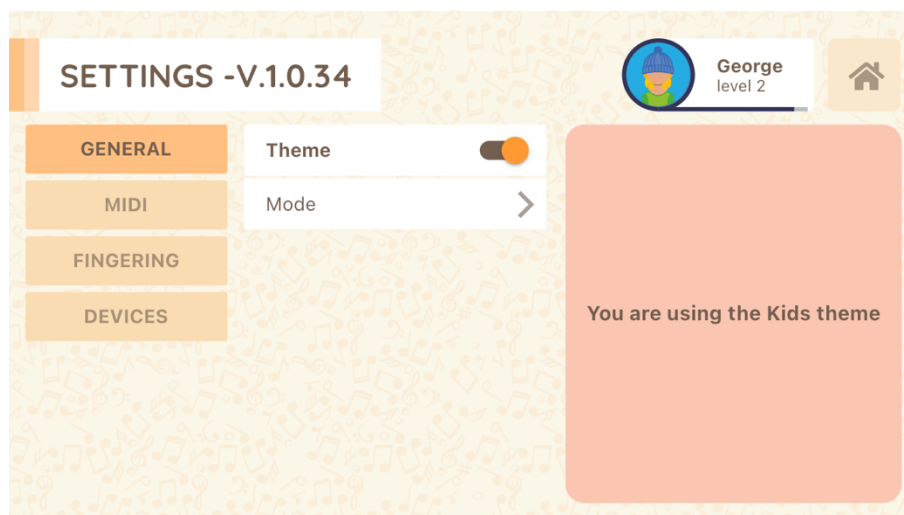 SETTINGS -V.1.0.34
George
level 2
GENERAL
MIDI
FINGERING
DEVICES
Theme
Mode
You are using the Kids theme